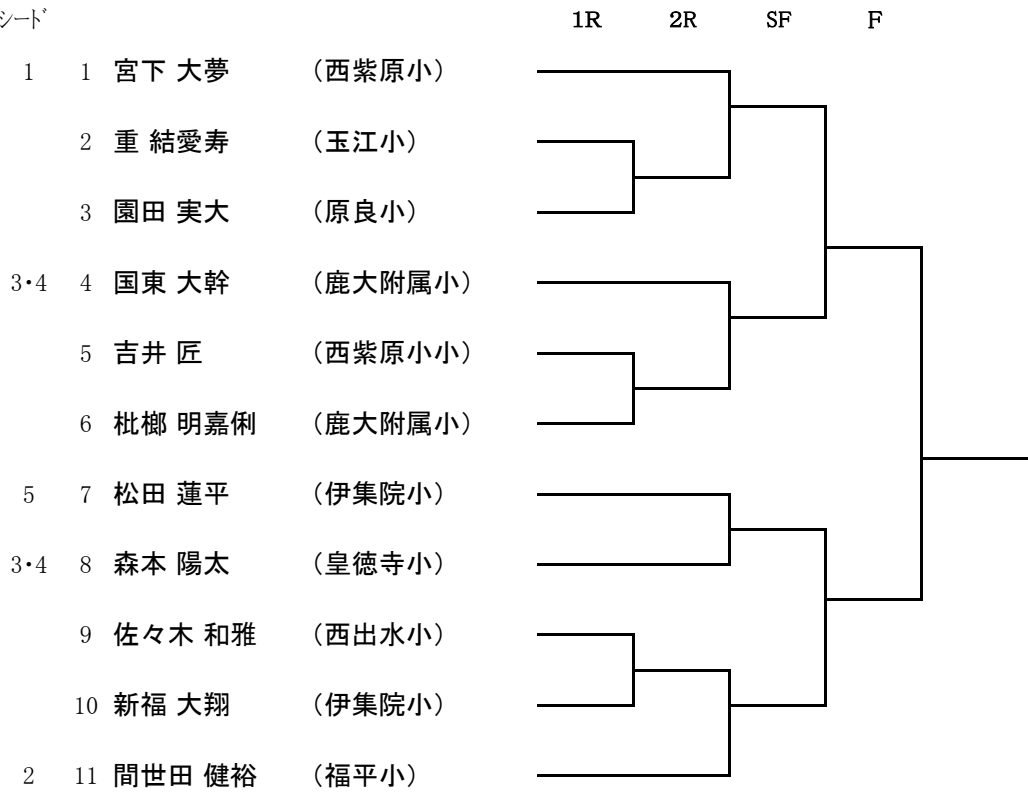 シード 1R 2R SF F
1 1 宮下 大夢 （西紫原小）
2 重 結愛寿 （玉江小）
3 園田 実大 （原良小）
3・4 4 国東 大幹 （鹿大附属小）
5 吉井 匠 （西紫原小小）
6 枇榔 明嘉俐 （鹿大附属小）
5 7 松田 蓮平 （伊集院小）
3・4 8 森本 陽太 （皇徳寺小）
9 佐々木 和雅 （西出水小）
10 新福 大翔 （伊集院小）
2 11 間世田 健裕 （福平小）